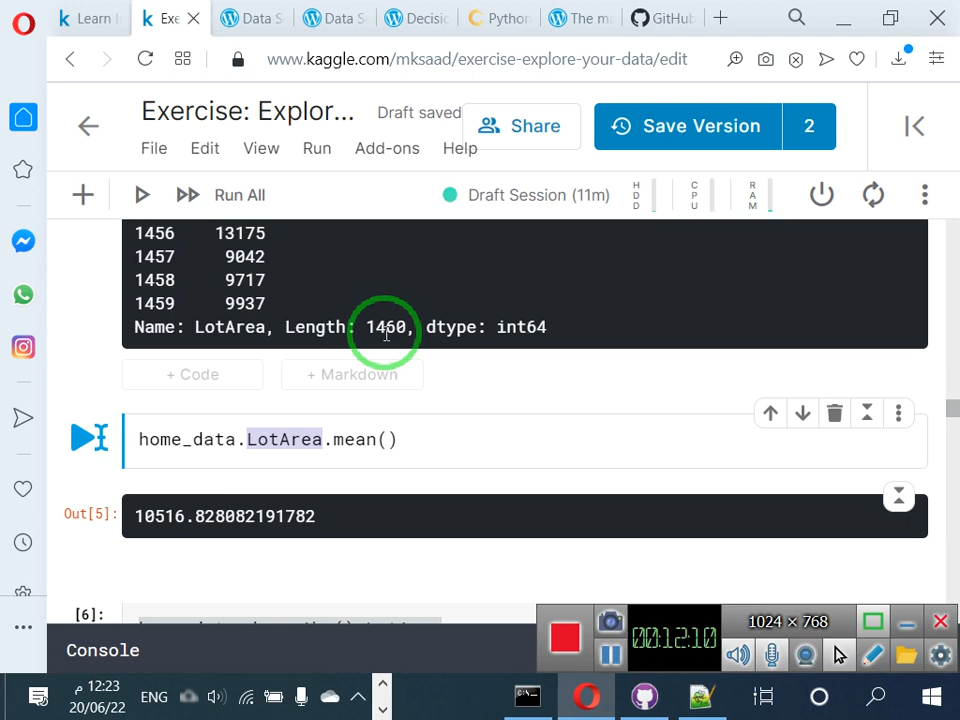 Learn I
Exe
Data S
Data S
Decisic
Python
The ma
GitHub
www.kaggle.com/mksaad/exercise-explore-your-data/edit
Exercise: Explor...
Draft saved
Share
Save Version
2
File Edit View Run Add-ons Help
Run All
Draft Session (11m)
HDD
CPU
RAM
1456 13175
1457 9042
1458 9717
1459 9937
Name: LotArea, Length: 1460, dtype: int64
+ Code
+ Markdown
home_data.LotArea.mean()
Out[5]:
10516.828082191782
[6]:
Console
1024 × 768
00:12:10
12:23 م
20/06/22
ENG